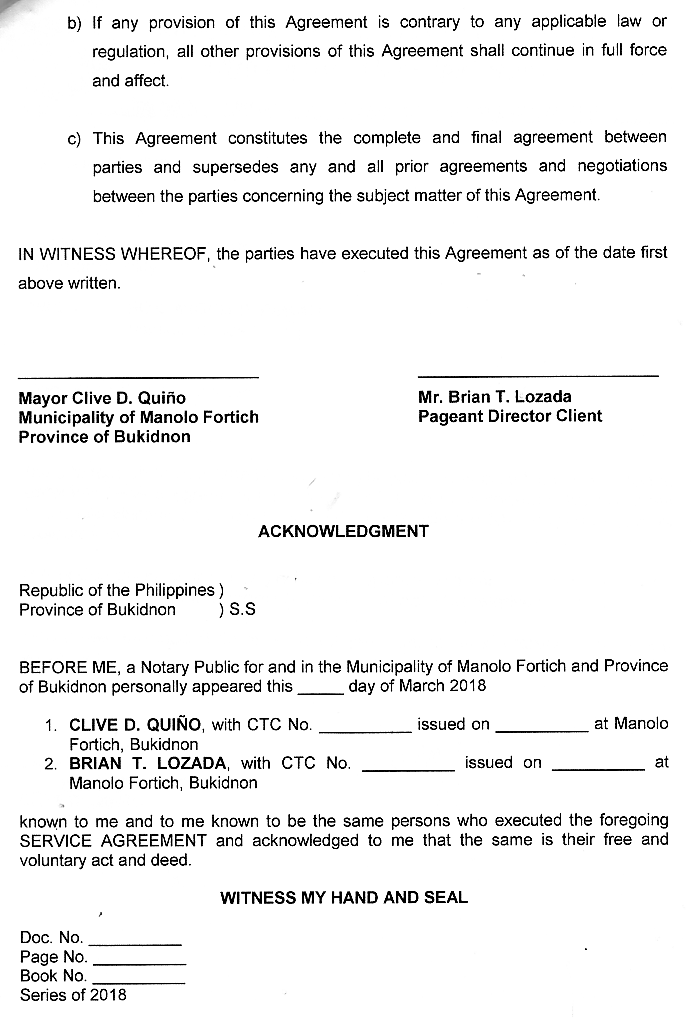 b) If any provision of this Agreement is contrary to any applicable law or
regulation, all other provisions of this Agreement shall continue in full force
and affect.
c) This Agreement constitutes the complete and final agreement between
parties and supersedes any and all prior agreements and negotiations
between the parties concerning the subject matter of this Agreement.
IN WITNESS WHEREOF, the parties have executed this Agreement as of the date first
above written.
Mayor Clive D. Quiño
Municipality of Manolo Fortich
Province of Bukidnon
Mr. Brian T. Lozada
Pageant Director Client
ACKNOWLEDGMENT
Republic of the Philippines )
Province of Bukidnon ) S.S
BEFORE ME, a Notary Public for and in the Municipality of Manolo Fortich and Province
of Bukidnon personally appeared this _____ day of March 2018
1. CLIVE D. QUIÑO, with CTC No. __________ issued on __________ at Manolo
Fortich, Bukidnon
2. BRIAN T. LOZADA, with CTC No. __________ issued on __________ at
Manolo Fortich, Bukidnon
known to me and to me known to be the same persons who executed the foregoing
SERVICE AGREEMENT and acknowledged to me that the same is their free and
voluntary act and deed.
WITNESS MY HAND AND SEAL
Doc. No. __________
Page No. __________
Book No. __________
Series of 2018